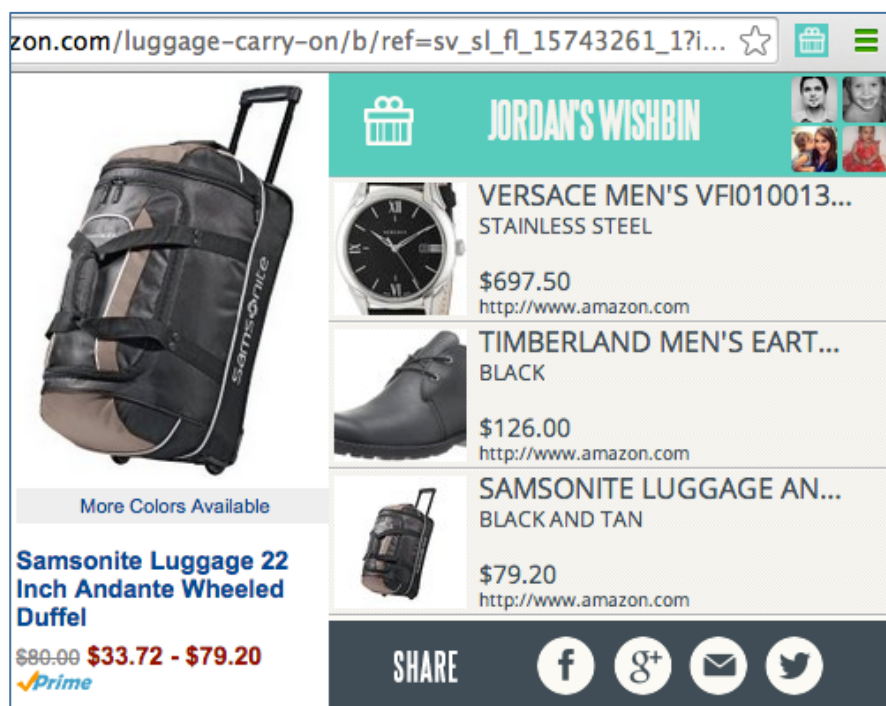 zon.com/luggage-carry-on/b/ref=sv_sl_fl_15743261_1?i...
samsonite
More Colors Available
Samsonite Luggage 22
Inch Andante Wheeled
Duffel
$80.00 $33.72 - $79.20
Prime
JORDAN'S WISHBIN
VERSACE MEN'S VFI010013...
STAINLESS STEEL
$697.50
http://www.amazon.com
TIMBERLAND MEN'S EART...
BLACK
$126.00
http://www.amazon.com
SAMSONITE LUGGAGE AN...
BLACK AND TAN
$79.20
http://www.amazon.com
SHARE
f
g+